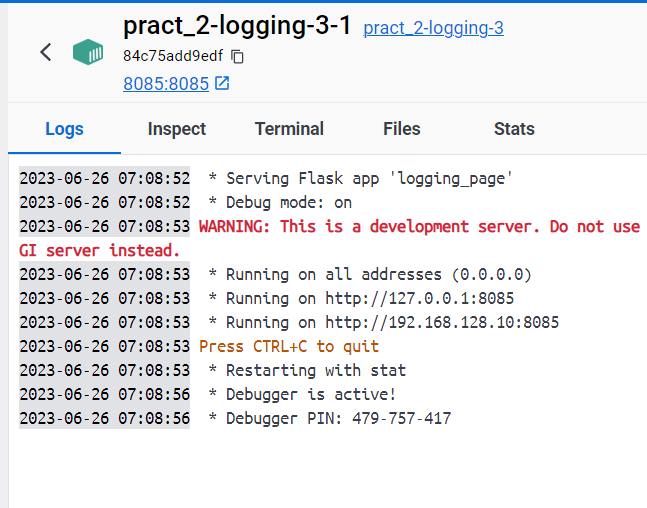 pract_2-logging-3-1 pract_2-logging-3
84c75add9edf
8085:8085
Logs Inspect Terminal Files Stats
2023-06-26 07:08:52  * Serving Flask app 'logging_page'
2023-06-26 07:08:52  * Debug mode: on
2023-06-26 07:08:53 WARNING: This is a development server. Do not use
GI server instead.
2023-06-26 07:08:53  * Running on all addresses (0.0.0.0)
2023-06-26 07:08:53  * Running on http://127.0.0.1:8085
2023-06-26 07:08:53  * Running on http://192.168.128.10:8085
2023-06-26 07:08:53 Press CTRL+C to quit
2023-06-26 07:08:53  * Restarting with stat
2023-06-26 07:08:56  * Debugger is active!
2023-06-26 07:08:56  * Debugger PIN: 479-757-417